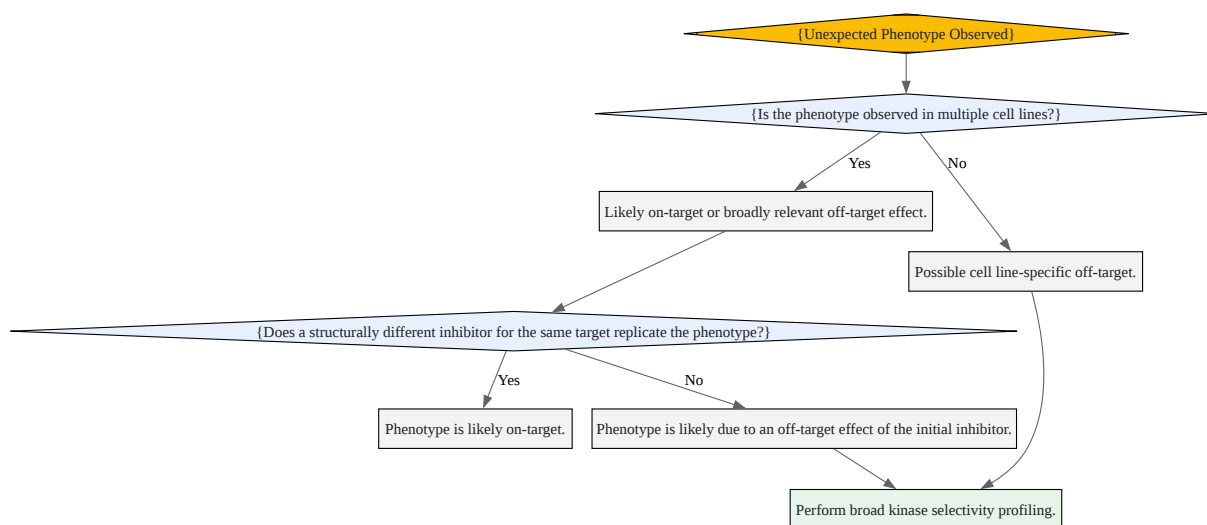 {Unexpected Phenotype Observed}
{Is the phenotype observed in multiple cell lines?}
Yes
No
Likely on-target or broadly relevant off-target effect.
Possible cell line-specific off-target.
{Does a structurally different inhibitor for the same target replicate the phenotype?}
Yes
No
Phenotype is likely on-target.
Phenotype is likely due to an off-target effect of the initial inhibitor.
Perform broad kinase selectivity profiling.